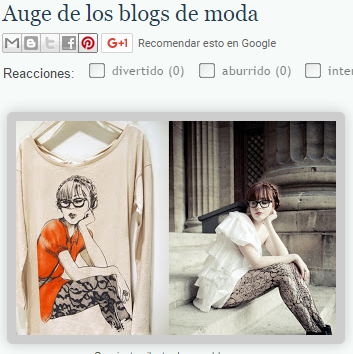 Auge de los blogs de moda
G+1 Recomendar esto en Google
Reacciones: divertido (0) aburrido (0)